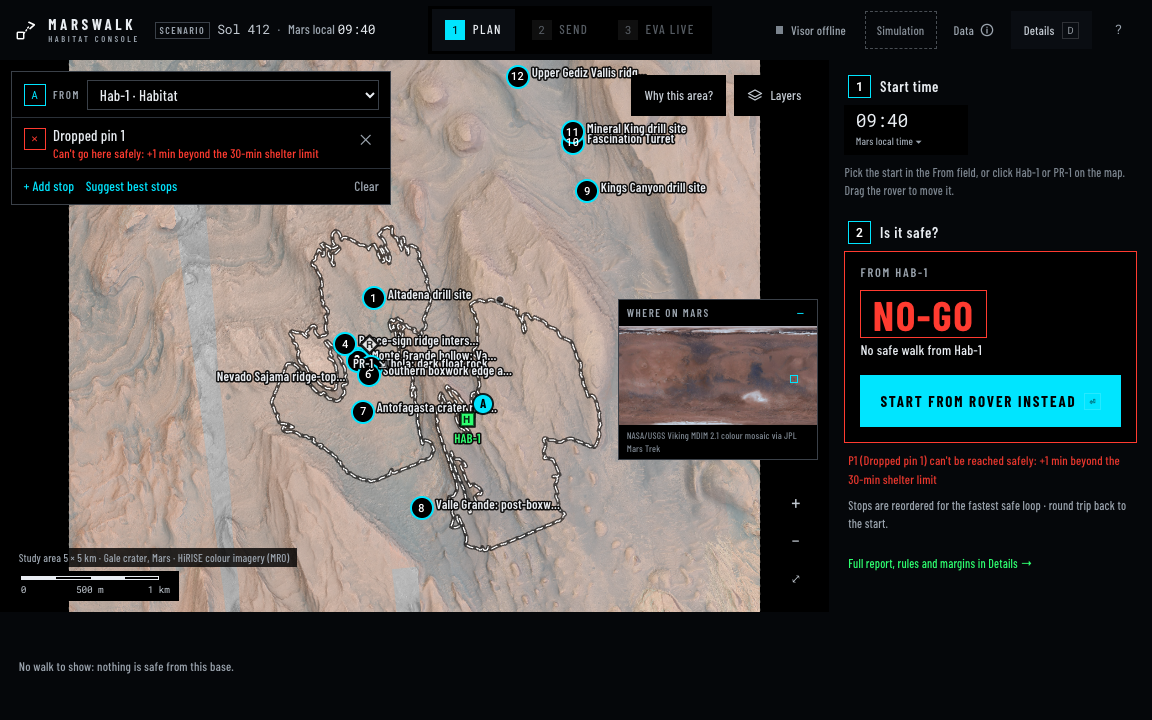 MARSWALK
HABITAT CONSOLE
SCENARIO Sol 412 · Mars local 09:40
1 PLAN
2 SEND
3 EVA LIVE
Visor offline
Simulation
Data
Details D
?
A FROM Hab-1 · Habitat
× Dropped pin 1
Can't go here safely: +1 min beyond the 30-min shelter limit
+ Add stop Suggest best stops Clear
12 Upper Gediz Vallis ridg...
Why this area?
Layers
11 Mineral King drill site
10 Fascination Turret
9 Kings Canyon drill site
1 Altadena drill site
4
Monte Grande hollow: Va...
PR-1
6 Southern boxwork edge a...
Nevado Sajama ridge-top...
7 Antofagasta crater
A
H
HAB-1
8 Valle Grande: post-boxw...
WHERE ON MARS −
NASA/USGS Viking MDIM 2.1 colour mosaic via JPL
Mars Trek
+
−
Study area 5 × 5 km · Gale crater, Mars · HiRISE colour imagery (MRO)
0 500 m 1 km
No walk to show: nothing is safe from this base.
1 Start time
09:40
Mars local time
Pick the start in the From field, or click Hab-1 or PR-1 on the map.
Drag the rover to move it.
2 Is it safe?
FROM HAB-1
NO-GO
No safe walk from Hab-1
START FROM ROVER INSTEAD
P1 (Dropped pin 1) can't be reached safely: +1 min beyond the
30-min shelter limit
Stops are reordered for the fastest safe loop · round trip back to
the start.
Full report, rules and margins in Details →